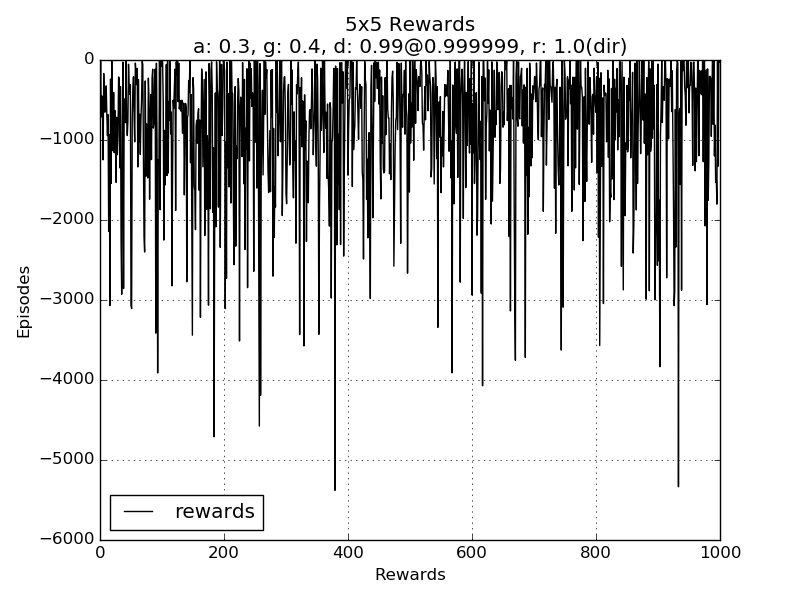 5x5 Rewards
a: 0.3, g: 0.4, d: 0.99@0.999999, r: 1.0(dir)
0
−1000
−2000
−3000
−4000
−5000
−6000
Episodes
rewards
0 200 400 600 800 1000
Rewards